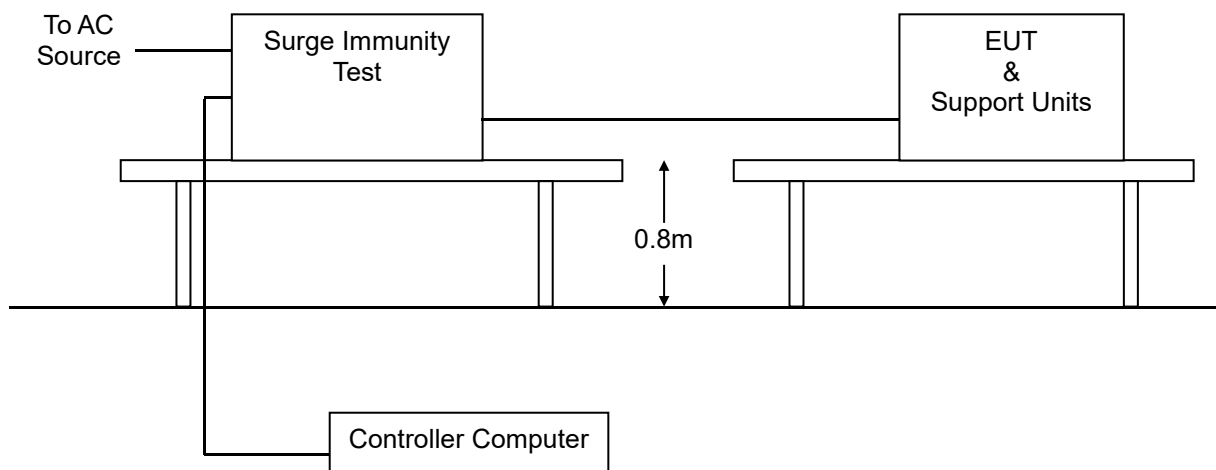 To AC
Source
Surge Immunity
Test
EUT
&
Support Units
0.8m
Controller Computer